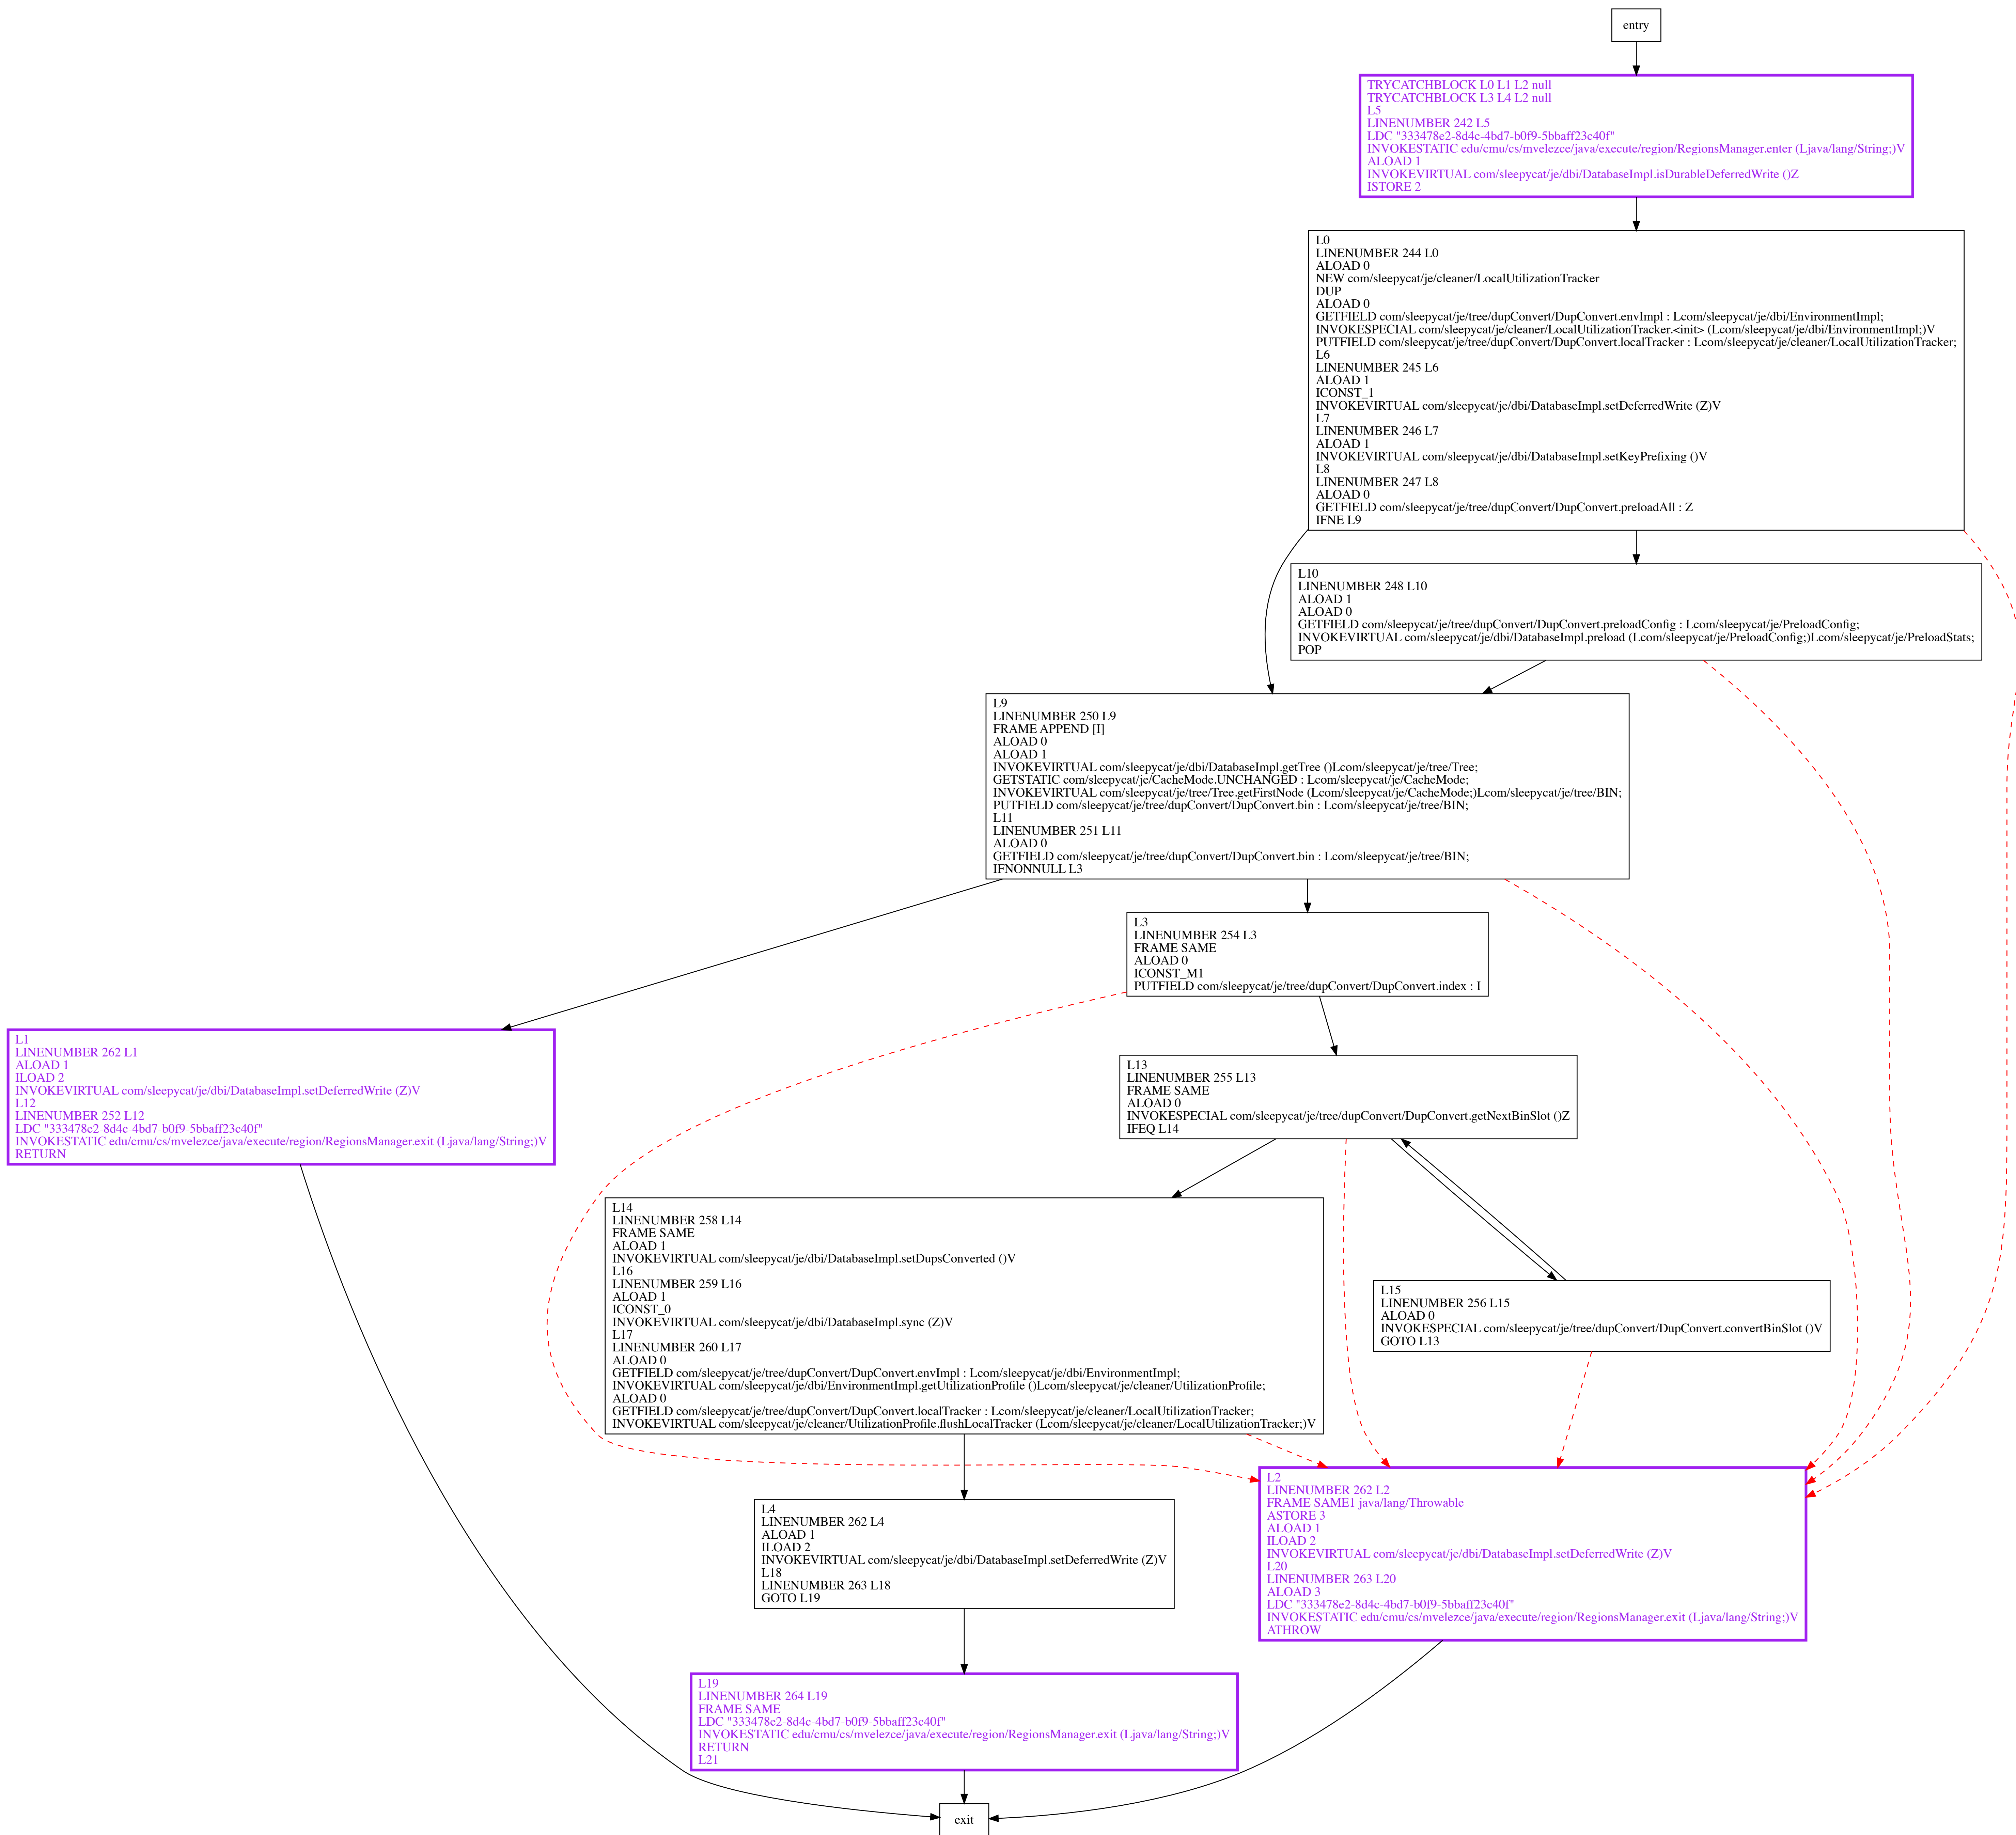 entry
TRYCATCHBLOCK L0 L1 L2 null
TRYCATCHBLOCK L3 L4 L2 null
L5
LINENUMBER 242 L5
LDC "333478e2-8d4c-4bd7-b0f9-5bbaff23c40f"
INVOKESTATIC edu/cmu/cs/mvelezce/java/execute/region/RegionsManager.enter (Ljava/lang/String;)V
ALOAD 1
INVOKEVIRTUAL com/sleepycat/je/dbi/DatabaseImpl.isDurableDeferredWrite ()Z
ISTORE 2
L0
LINENUMBER 244 L0
ALOAD 0
NEW com/sleepycat/je/cleaner/LocalUtilizationTracker
DUP
ALOAD 0
GETFIELD com/sleepycat/je/tree/dupConvert/DupConvert.envImpl : Lcom/sleepycat/je/dbi/EnvironmentImpl;
INVOKESPECIAL com/sleepycat/je/cleaner/LocalUtilizationTracker.<init> (Lcom/sleepycat/je/dbi/EnvironmentImpl;)V
PUTFIELD com/sleepycat/je/tree/dupConvert/DupConvert.localTracker : Lcom/sleepycat/je/cleaner/LocalUtilizationTracker;
L6
LINENUMBER 245 L6
ALOAD 1
ICONST_1
INVOKEVIRTUAL com/sleepycat/je/dbi/DatabaseImpl.setDeferredWrite (Z)V
L7
LINENUMBER 246 L7
ALOAD 1
INVOKEVIRTUAL com/sleepycat/je/dbi/DatabaseImpl.setKeyPrefixing ()V
L8
LINENUMBER 247 L8
ALOAD 0
GETFIELD com/sleepycat/je/tree/dupConvert/DupConvert.preloadAll : Z
IFNE L9
L10
LINENUMBER 248 L10
ALOAD 1
ALOAD 0
GETFIELD com/sleepycat/je/tree/dupConvert/DupConvert.preloadConfig : Lcom/sleepycat/je/PreloadConfig;
INVOKEVIRTUAL com/sleepycat/je/dbi/DatabaseImpl.preload (Lcom/sleepycat/je/PreloadConfig;)Lcom/sleepycat/je/PreloadStats;
POP
L9
LINENUMBER 250 L9
FRAME APPEND [I]
ALOAD 0
ALOAD 1
INVOKEVIRTUAL com/sleepycat/je/dbi/DatabaseImpl.getTree ()Lcom/sleepycat/je/tree/Tree;
GETSTATIC com/sleepycat/je/CacheMode.UNCHANGED : Lcom/sleepycat/je/CacheMode;
INVOKEVIRTUAL com/sleepycat/je/tree/Tree.getFirstNode (Lcom/sleepycat/je/CacheMode;)Lcom/sleepycat/je/tree/BIN;
PUTFIELD com/sleepycat/je/tree/dupConvert/DupConvert.bin : Lcom/sleepycat/je/tree/BIN;
L11
LINENUMBER 251 L11
ALOAD 0
GETFIELD com/sleepycat/je/tree/dupConvert/DupConvert.bin : Lcom/sleepycat/je/tree/BIN;
IFNONNULL L3
L3
LINENUMBER 254 L3
FRAME SAME
ALOAD 0
ICONST_M1
PUTFIELD com/sleepycat/je/tree/dupConvert/DupConvert.index : I
L1
LINENUMBER 262 L1
ALOAD 1
ILOAD 2
INVOKEVIRTUAL com/sleepycat/je/dbi/DatabaseImpl.setDeferredWrite (Z)V
L12
LINENUMBER 252 L12
LDC "333478e2-8d4c-4bd7-b0f9-5bbaff23c40f"
INVOKESTATIC edu/cmu/cs/mvelezce/java/execute/region/RegionsManager.exit (Ljava/lang/String;)V
RETURN
L13
LINENUMBER 255 L13
FRAME SAME
ALOAD 0
INVOKESPECIAL com/sleepycat/je/tree/dupConvert/DupConvert.getNextBinSlot ()Z
IFEQ L14
L14
LINENUMBER 258 L14
FRAME SAME
ALOAD 1
INVOKEVIRTUAL com/sleepycat/je/dbi/DatabaseImpl.setDupsConverted ()V
L16
LINENUMBER 259 L16
ALOAD 1
ICONST_0
INVOKEVIRTUAL com/sleepycat/je/dbi/DatabaseImpl.sync (Z)V
L17
LINENUMBER 260 L17
ALOAD 0
GETFIELD com/sleepycat/je/tree/dupConvert/DupConvert.envImpl : Lcom/sleepycat/je/dbi/EnvironmentImpl;
INVOKEVIRTUAL com/sleepycat/je/dbi/EnvironmentImpl.getUtilizationProfile ()Lcom/sleepycat/je/cleaner/UtilizationProfile;
ALOAD 0
GETFIELD com/sleepycat/je/tree/dupConvert/DupConvert.localTracker : Lcom/sleepycat/je/cleaner/LocalUtilizationTracker;
INVOKEVIRTUAL com/sleepycat/je/cleaner/UtilizationProfile.flushLocalTracker (Lcom/sleepycat/je/cleaner/LocalUtilizationTracker;)V
L15
LINENUMBER 256 L15
ALOAD 0
INVOKESPECIAL com/sleepycat/je/tree/dupConvert/DupConvert.convertBinSlot ()V
GOTO L13
L2
LINENUMBER 262 L2
FRAME SAME1 java/lang/Throwable
ASTORE 3
ALOAD 1
ILOAD 2
INVOKEVIRTUAL com/sleepycat/je/dbi/DatabaseImpl.setDeferredWrite (Z)V
L20
LINENUMBER 263 L20
ALOAD 3
LDC "333478e2-8d4c-4bd7-b0f9-5bbaff23c40f"
INVOKESTATIC edu/cmu/cs/mvelezce/java/execute/region/RegionsManager.exit (Ljava/lang/String;)V
ATHROW
L4
LINENUMBER 262 L4
ALOAD 1
ILOAD 2
INVOKEVIRTUAL com/sleepycat/je/dbi/DatabaseImpl.setDeferredWrite (Z)V
L18
LINENUMBER 263 L18
GOTO L19
L19
LINENUMBER 264 L19
FRAME SAME
LDC "333478e2-8d4c-4bd7-b0f9-5bbaff23c40f"
INVOKESTATIC edu/cmu/cs/mvelezce/java/execute/region/RegionsManager.exit (Ljava/lang/String;)V
RETURN
L21
exit